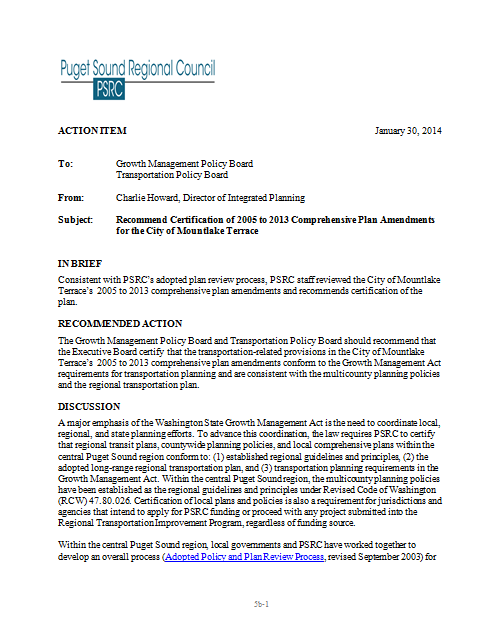 Puget Sound Regional Council
PSRC
ACTION ITEM January 30, 2014
To: Growth Management Policy Board
Transportation Policy Board
From: Charlie Howard, Director of Integrated Planning
Subject: Recommend Certification of 2005 to 2013 Comprehensive Plan Amendments
for the City of Mountlake Terrace
IN BRIEF
Consistent with PSRC's adopted plan review process, PSRC staff reviewed the City of Mountlake
Terrace's 2005 to 2013 comprehensive plan amendments and recommends certification of the
plan.
RECOMMENDED ACTION
The Growth Management Policy Board and Transportation Policy Board should recommend that
the Executive Board certify that the transportation-related provisions in the City of Mountlake
Terrace's 2005 to 2013 comprehensive plan amendments conform to the Growth Management Act
requirements for transportation planning and are consistent with the multicounty planning policies
and the regional transportation plan.
DISCUSSION
A major emphasis of the Washington State Growth Management Act is the need to coordinate local,
regional, and state planning efforts. To advance this coordination, the law requires PSRC to certify
that regional transit plans, countywide planning policies, and local comprehensive plans within the
central Puget Sound region conform to: (1) established regional guidelines and principles, (2) the
adopted long-range regional transportation plan, and (3) transportation planning requirements in the
Growth Management Act. Within the central Puget Sound region, the multicounty planning policies
have been established as the regional guidelines and principles under Revised Code of Washington
(RCW) 47.80.026. Certification of local plans and policies is also a requirement for jurisdictions and
agencies that intend to apply for PSRC funding or proceed with any project submitted into the
Regional Transportation Improvement Program, regardless of funding source.
Within the central Puget Sound region, local governments and PSRC have worked together to
develop an overall process (Adopted Policy and Plan Review Process, revised September 2003) for
5b-1